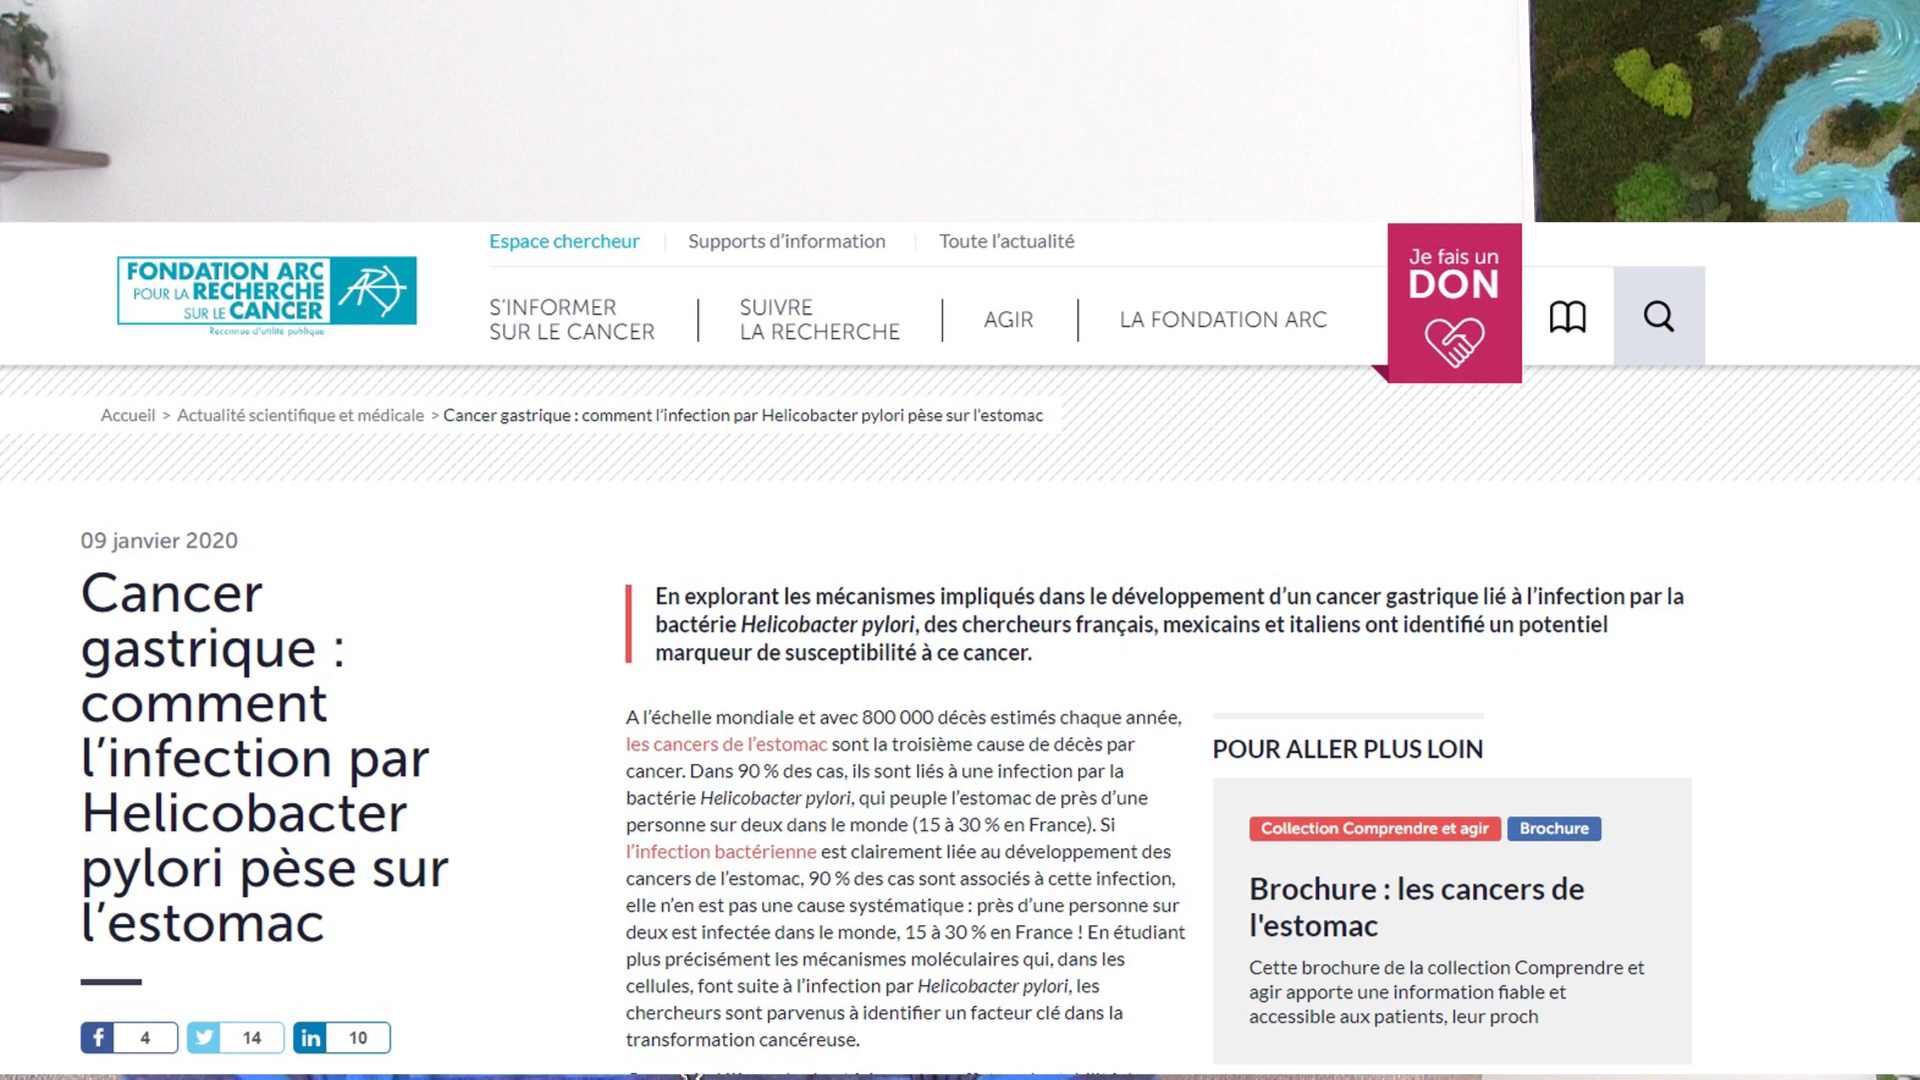 Espace chercheur
Supports d'information
Toute l'actualité
Je fais un
DON
FONDATION ARC
POUR LA RECHERCHE
SUR LE CANCER
Reconnue d'utilité publique
S'INFORMER
SUR LE CANCER
SUIVRE
LA RECHERCHE
AGIR
LA FONDATION ARC
Accueil > Actualité scientifique et médicale > Cancer gastrique : comment l'infection par Helicobacter pylori pèse sur l'estomac
09 janvier 2020
Cancer
gastrique :
comment
l'infection par
Helicobacter
pylori pèse sur
l'estomac
4
14
10
En explorant les mécanismes impliqués dans le développement d'un cancer gastrique lié à l'infection par la
bactérie Helicobacter pylori, des chercheurs français, mexicains et italiens ont identifié un potentiel
marqueur de susceptibilité à ce cancer.
A l'échelle mondiale et avec 800 000 décès estimés chaque année,
les cancers de l'estomac sont la troisième cause de décès par
cancer. Dans 90 % des cas, ils sont liés à une infection par la
bactérie Helicobacter pylori, qui peuple l'estomac de près d'une
personne sur deux dans le monde (15 à 30 % en France). Si
l'infection bactérienne est clairement liée au développement des
cancers de l'estomac, 90 % des cas sont associés à cette infection,
elle n'en est pas une cause systématique : près d'une personne sur
deux est infectée dans le monde, 15 à 30 % en France ! En étudiant
plus précisément les mécanismes moléculaires qui, dans les
cellules, font suite à l'infection par Helicobacter pylori, les
chercheurs sont parvenus à identifier un facteur clé dans la
transformation cancéreuse.
POUR ALLER PLUS LOIN
Collection Comprendre et agir
Brochure
Brochure : les cancers de
l'estomac
Cette brochure de la collection Comprendre et
agir apporte une information fiable et
accessible aux patients, leur proch